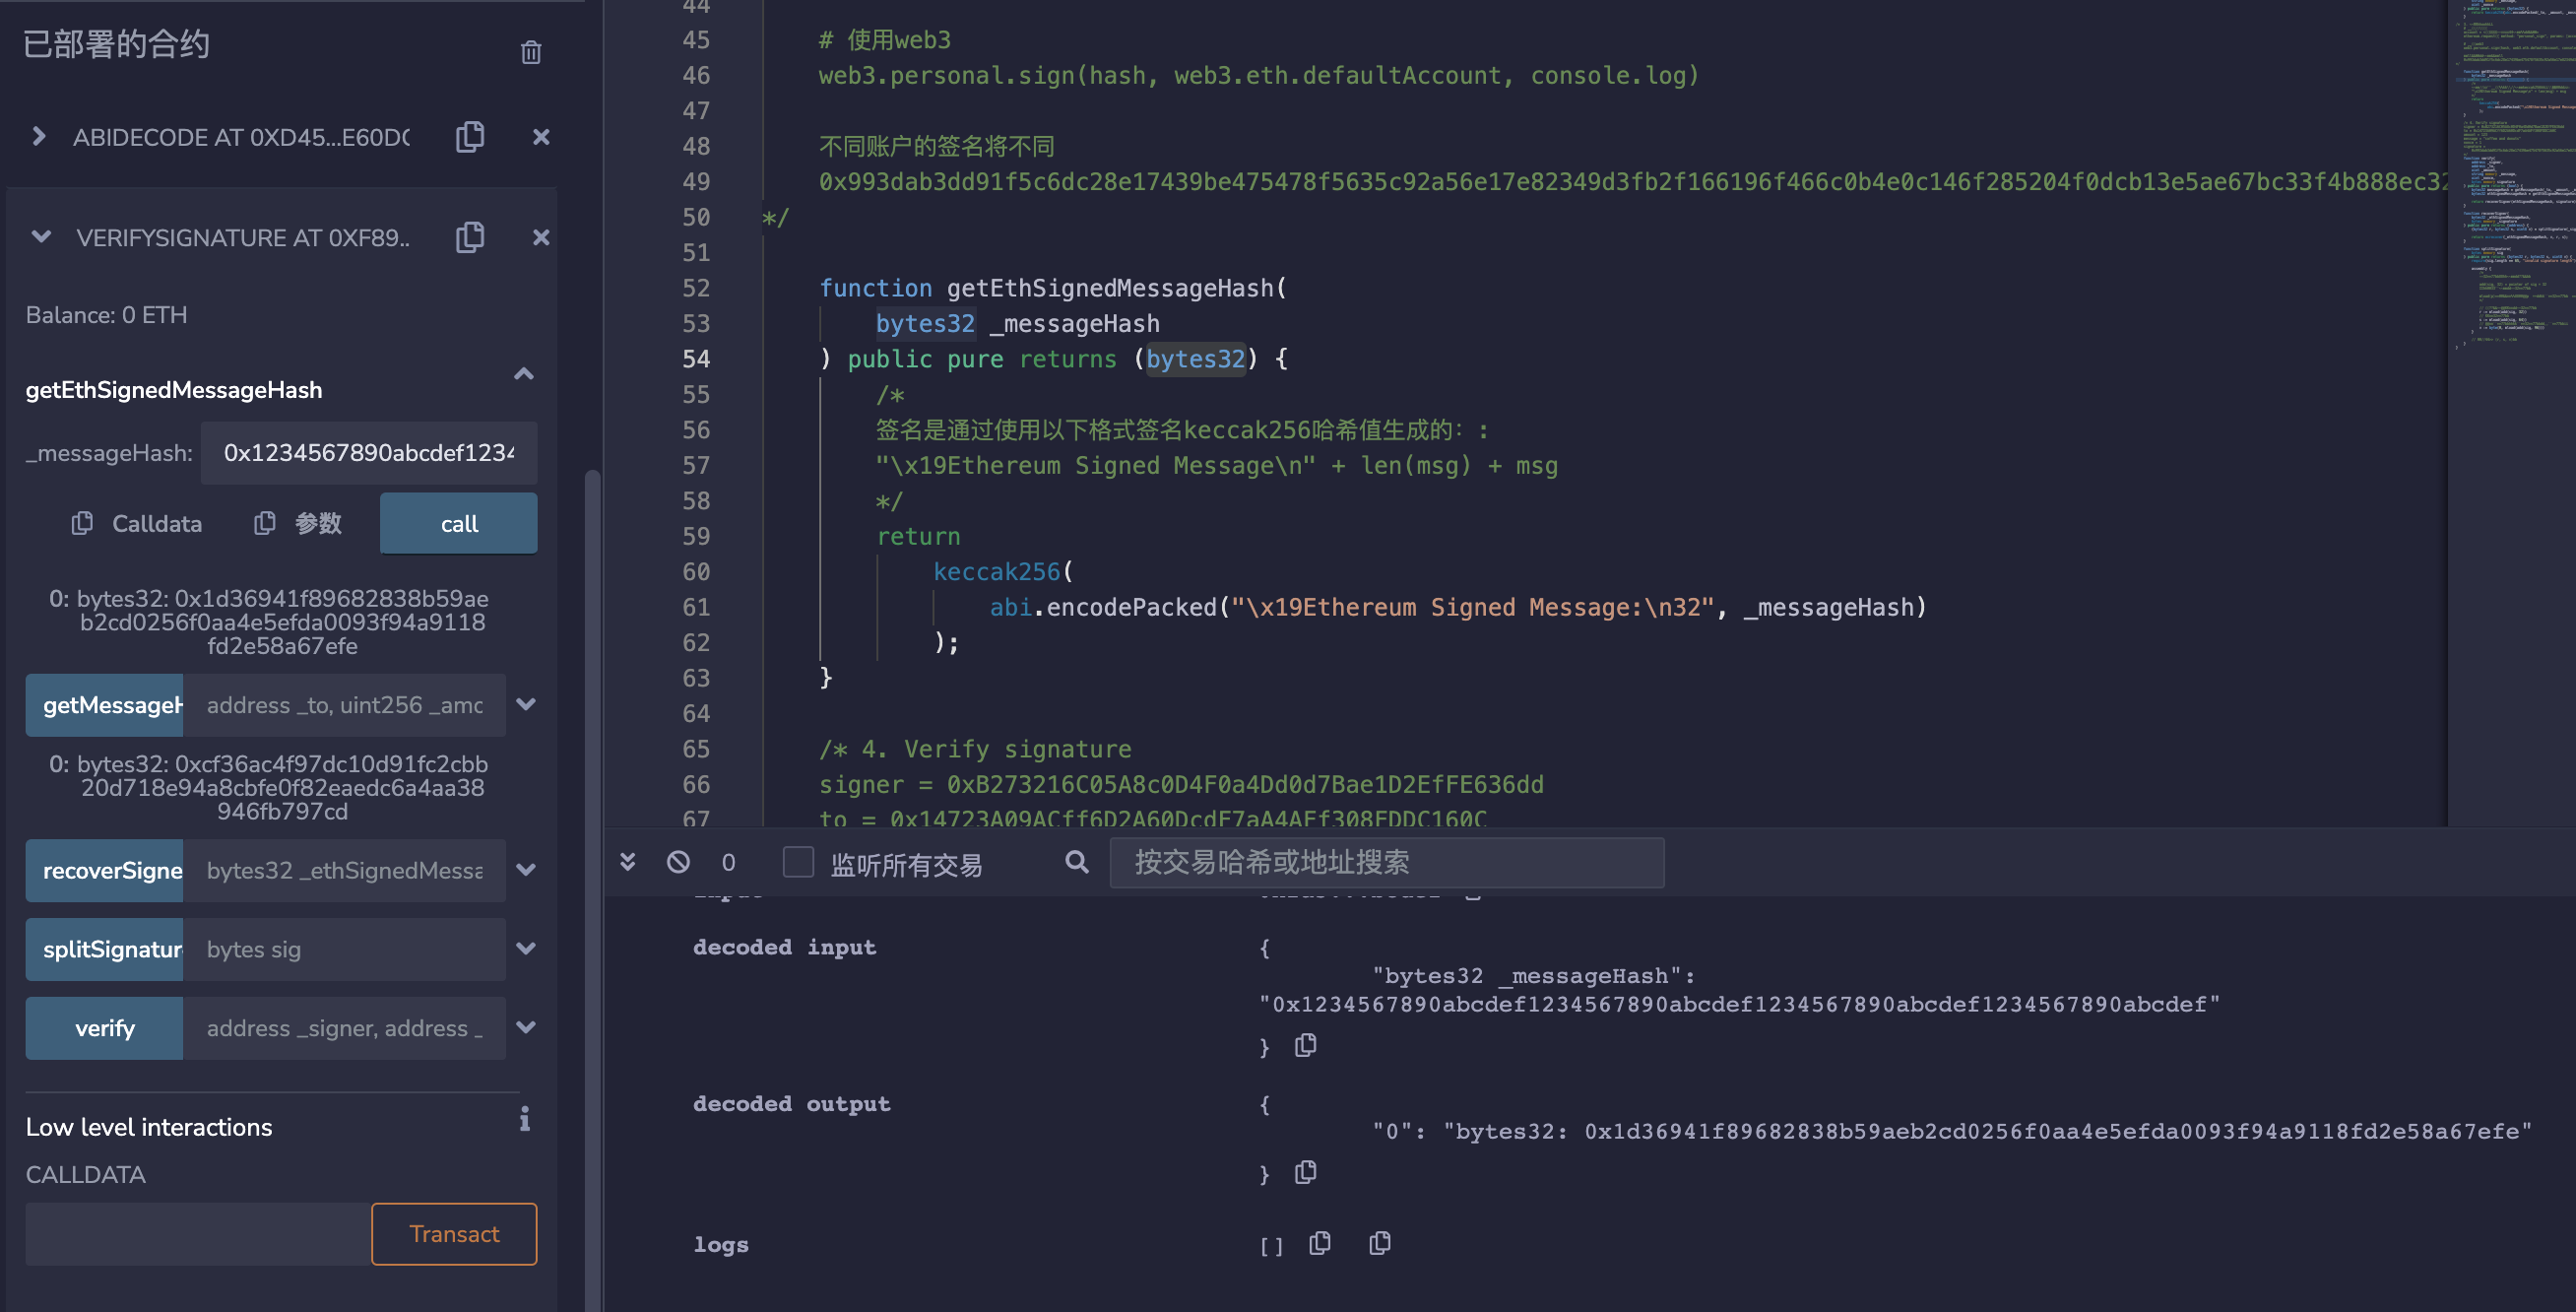 已部署的合约
ABIDECODE AT 0XD45...E60D
VERIFYSIGNATURE AT 0XF89..
Balance: 0 ETH
getEthSignedMessageHash
_messageHash:
0x1234567890abcdef1234
Calldata
参数
call
0: bytes32: 0x1d36941f89682838b59ae
b2cd0256f0aa4e5efda0093f94a9118
fd2e58a67efe
getMessageH
address _to, uint256 _amo
0: bytes32: 0xcf36ac4f97dc10d91fc2cbb
20d718e94a8cbfe0f82eaedc6a4aa38
946fb797cd
recoverSigne
bytes32 _ethSignedMessa
splitSignatur
bytes sig
verify
address _signer, address _
Low level interactions
CALLDATA
Transact
44
45 # 使用web3
46 web3.personal.sign(hash, web3.eth.defaultAccount, console.log)
47
48 不同账户的签名将不同
49 0x993dab3dd91f5c6dc28e17439be475478f5635c92a56e17e82349d3fb2f166196f466c0b4e0c146f285204f0dcb13e5ae67bc33f4b888ec32
50 */
51
52 function getEthSignedMessageHash(
53 bytes32 _messageHash
54 ) public pure returns (bytes32) {
55 /*
56 签名是通过使用以下格式签名keccak256哈希值生成的：:
57 "\x19Ethereum Signed Message\n" + len(msg) + msg
58 */
59 return
60 keccak256(
61 abi.encodePacked("\x19Ethereum Signed Message:\n32", _messageHash)
62 );
63 }
64
65 /* 4. Verify signature
66 signer = 0xB273216C05A8c0D4F0a4Dd0d7Bae1D2EfFE636dd
67 to = 0x14723A09ACff6D2A60DcdF7aA4AFf308FDDC160C
0
监听所有交易
按交易哈希或地址搜索
input
decoded input
{
"bytes32 _messageHash":
"0x1234567890abcdef1234567890abcdef1234567890abcdef1234567890abcdef"
}
decoded output
{
"0": "bytes32: 0x1d36941f89682838b59aeb2cd0256f0aa4e5efda0093f94a9118fd2e58a67efe"
}
logs
[]